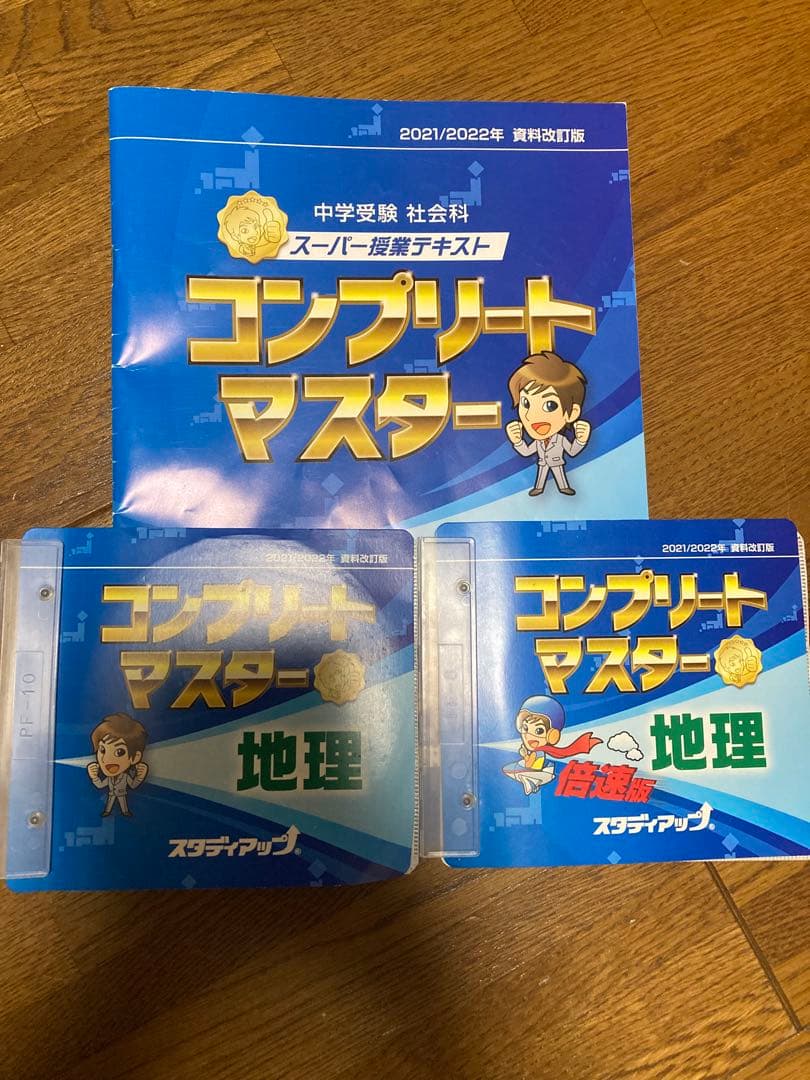 2021/2022年 資料改訂版
中学受験 社会科
スーパー授業テキスト
コンプリート
マスター
2021/2022年 資料改訂版
コンプリート
マスター
地理
スタディアップ
PF-10
2021/2022年 資料改訂版
コンプリート
マスター
地理
倍速版
スタディアップ